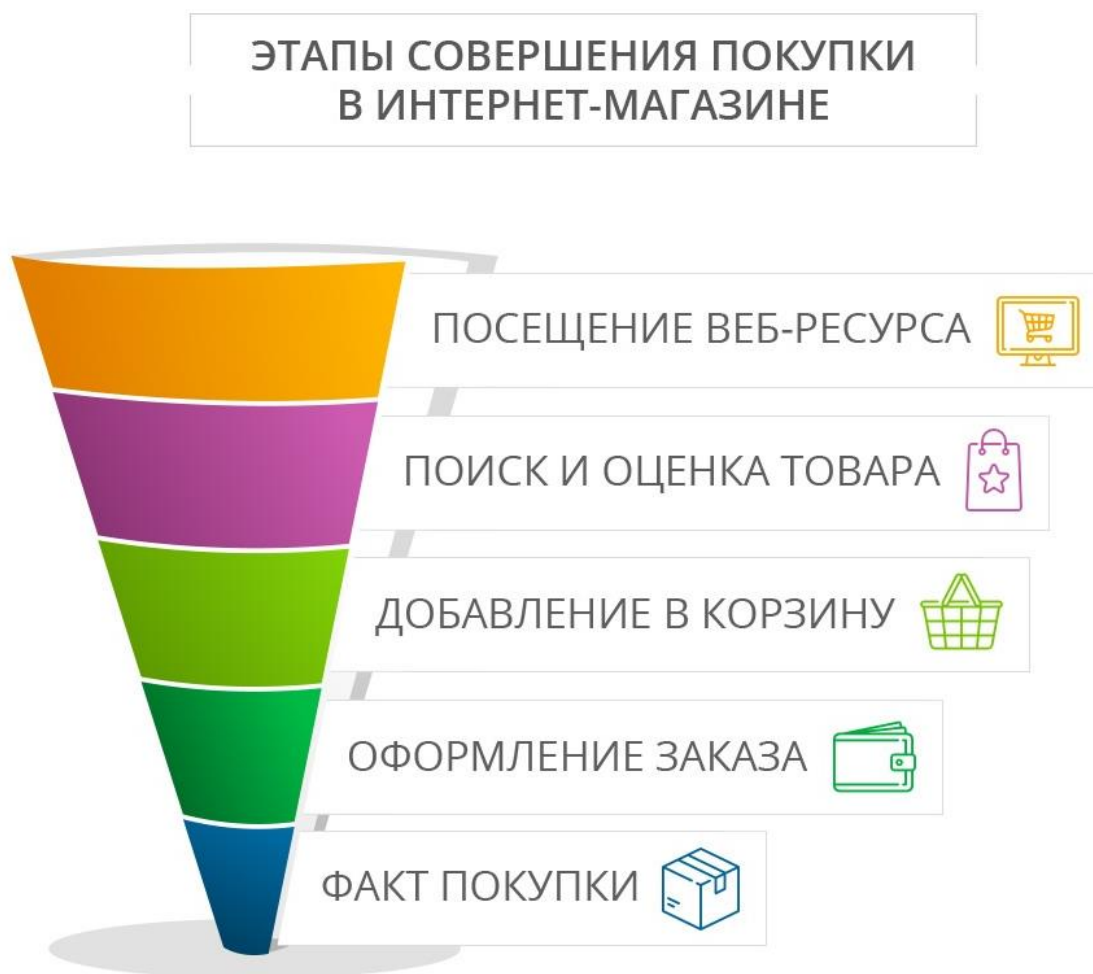 ЭТАПЫ СОВЕРШЕНИЯ ПОКУПКИ
В ИНТЕРНЕТ-МАГАЗИНЕ
ПОСЕЩЕНИЕ ВЕБ-РЕСУРСА
ПОИСК И ОЦЕНКА ТОВАРА
ДОБАВЛЕНИЕ В КОРЗИНУ
ОФОРМЛЕНИЕ ЗАКАЗА
ФАКТ ПОКУПКИ